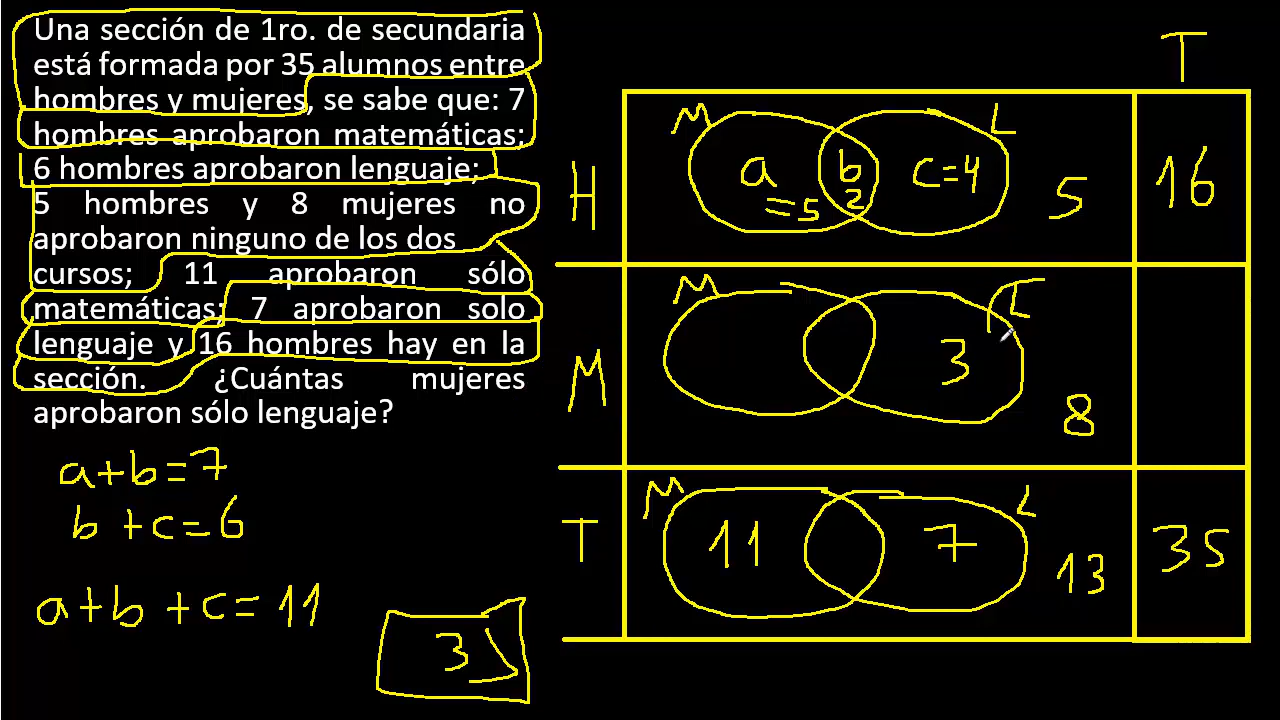 Una sección de 1ro. de secundaria
está formada por 35 alumnos entre
hombres y mujeres, se sabe que: 7
hombres aprobaron matemáticas;
6 hombres aprobaron lenguaje;
5 hombres y 8 mujeres no
aprobaron ninguno de los dos
cursos; 11 aprobaron sólo
matemáticas; 7 aprobaron solo
lenguaje y 16 hombres hay en la
sección. ¿Cuántas mujeres
aprobaron sólo lenguaje?
a+b=7
b+c=6
a+b+c=11
3
T
M L
H a =5 b 2 c=4 5 16
M L
M 3 8
M L
T 11 7 13 35